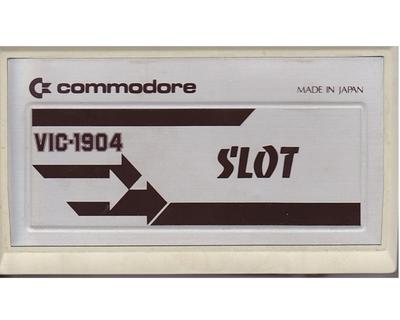 commodore MADE IN JAPAN
VIC-1904
SLOT